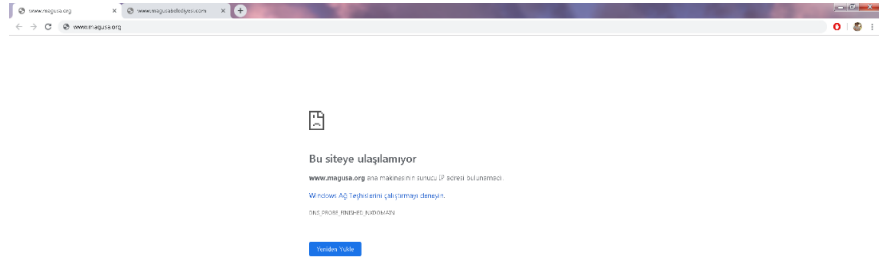 www.magusa.org
www.magusabelediyesi.com
www.magusa.org
Bu siteye ulaşılamıyor
www.magusa.org ana makinesinin sunucu IP adresi bulunamadı.
Windows Ağ Teşhislerini çalıştırmayı deneyin.
DNS_PROBE_FINISHED_NXDOMAIN
Yeniden Yükle